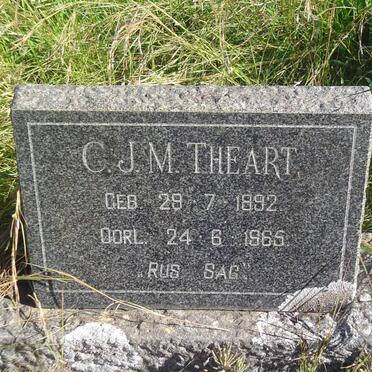 C.J.M. THEART.
GEB. 29-7-1892.
OORL. 24-6-1965.
„RUS SAG"